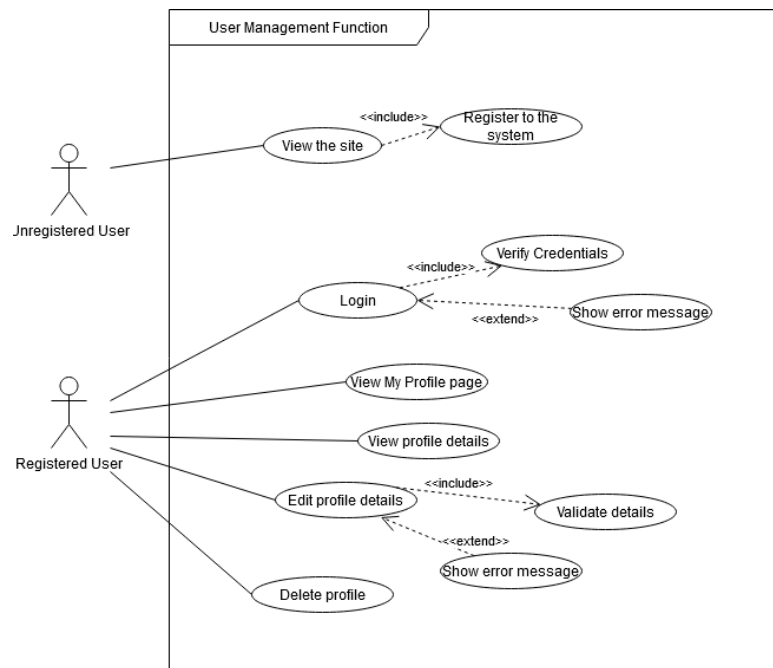 User Management Function
<<include>>
Register to the
system
View the site
Unregistered User
Verify Credentials
<<include>>
Login
<<extend>>
Show error message
View My Profile page
Registered User
View profile details
<<include>>
Edit profile details
Validate details
<<extend>>
Show error message
Delete profile